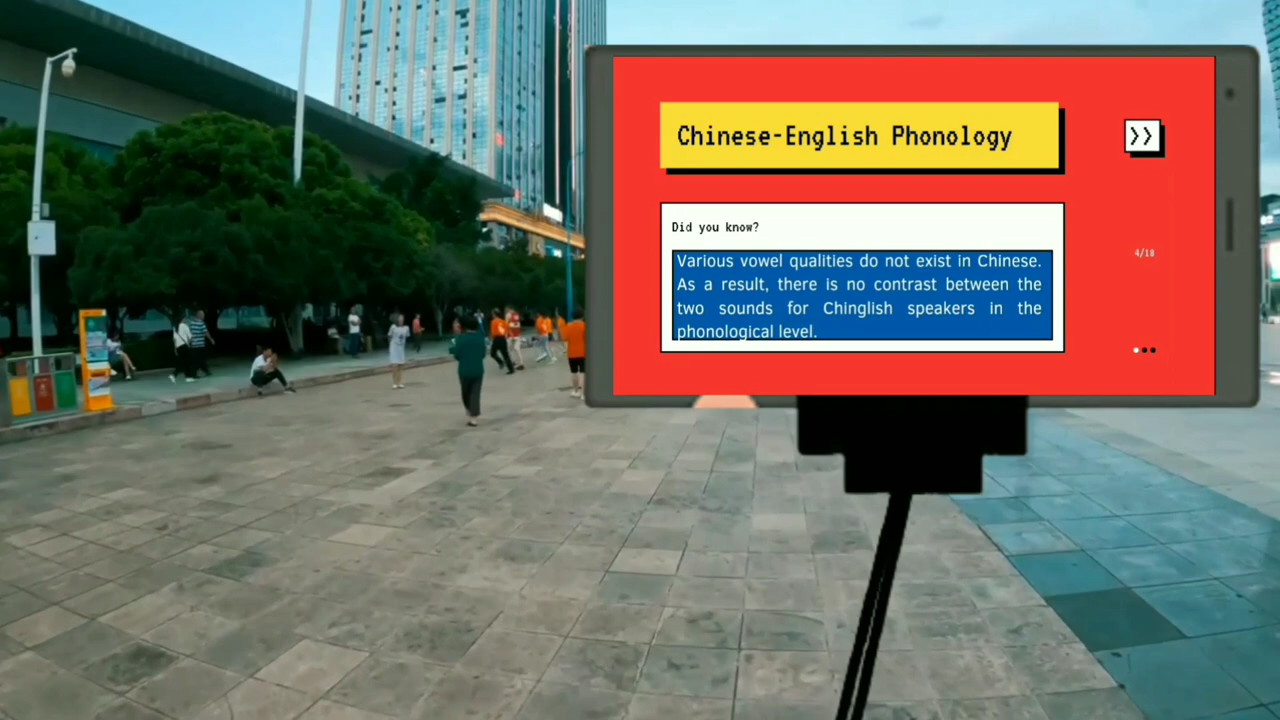 Chinese-English Phonology
Did you know?
Various vowel qualities do not exist in Chinese.
As a result, there is no contrast between the
two sounds for Chinglish speakers in the
phonological level.
4/18